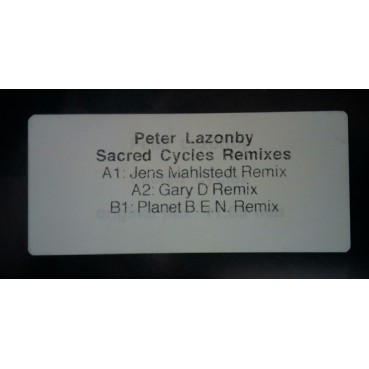 Peter Lazonby
Sacred Cycles Remixes
A1: Jens Mahlstedt Remix
A2: Gary D Remix
B1: Planet B.E.N. Remix